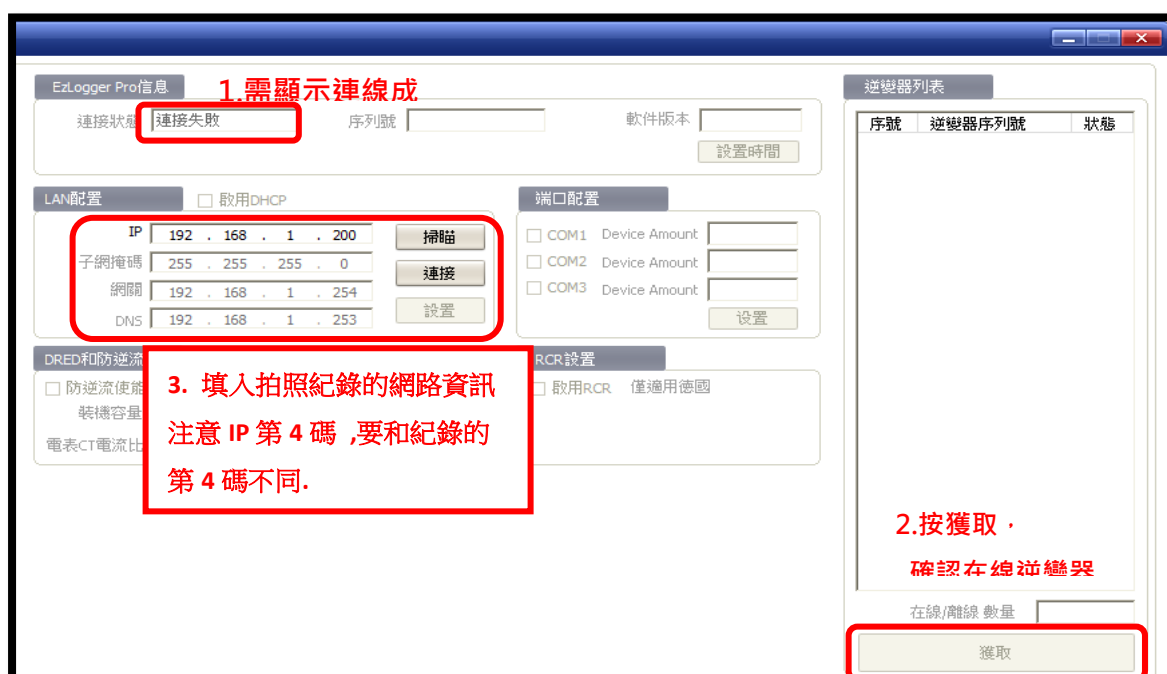 EzLogger Pro信息
1.需顯示連線成
連接狀態 連接失敗 序列號 軟件版本
設置時間
LAN配置 啟用DHCP
IP 192 . 168 . 1 . 200 掃瞄
子網掩碼 255 . 255 . 255 . 0
連接
網關 192 . 168 . 1 . 254
設置
DNS 192 . 168 . 1 . 253
端口配置
COM1 Device Amount
COM2 Device Amount
COM3 Device Amount
设置
DRED和防逆流
防逆流使能
裝機容量
電表CT電流比
3. 填入拍照紀錄的網路資訊
注意 IP 第 4 碼 ,要和紀錄的
第 4 碼不同.
RCR設置
啟用RCR 僅適用德國
逆變器列表
序號 逆變器序列號 狀態
2.按獲取，
確認在線逆變器
在線/離線 數量
獲取